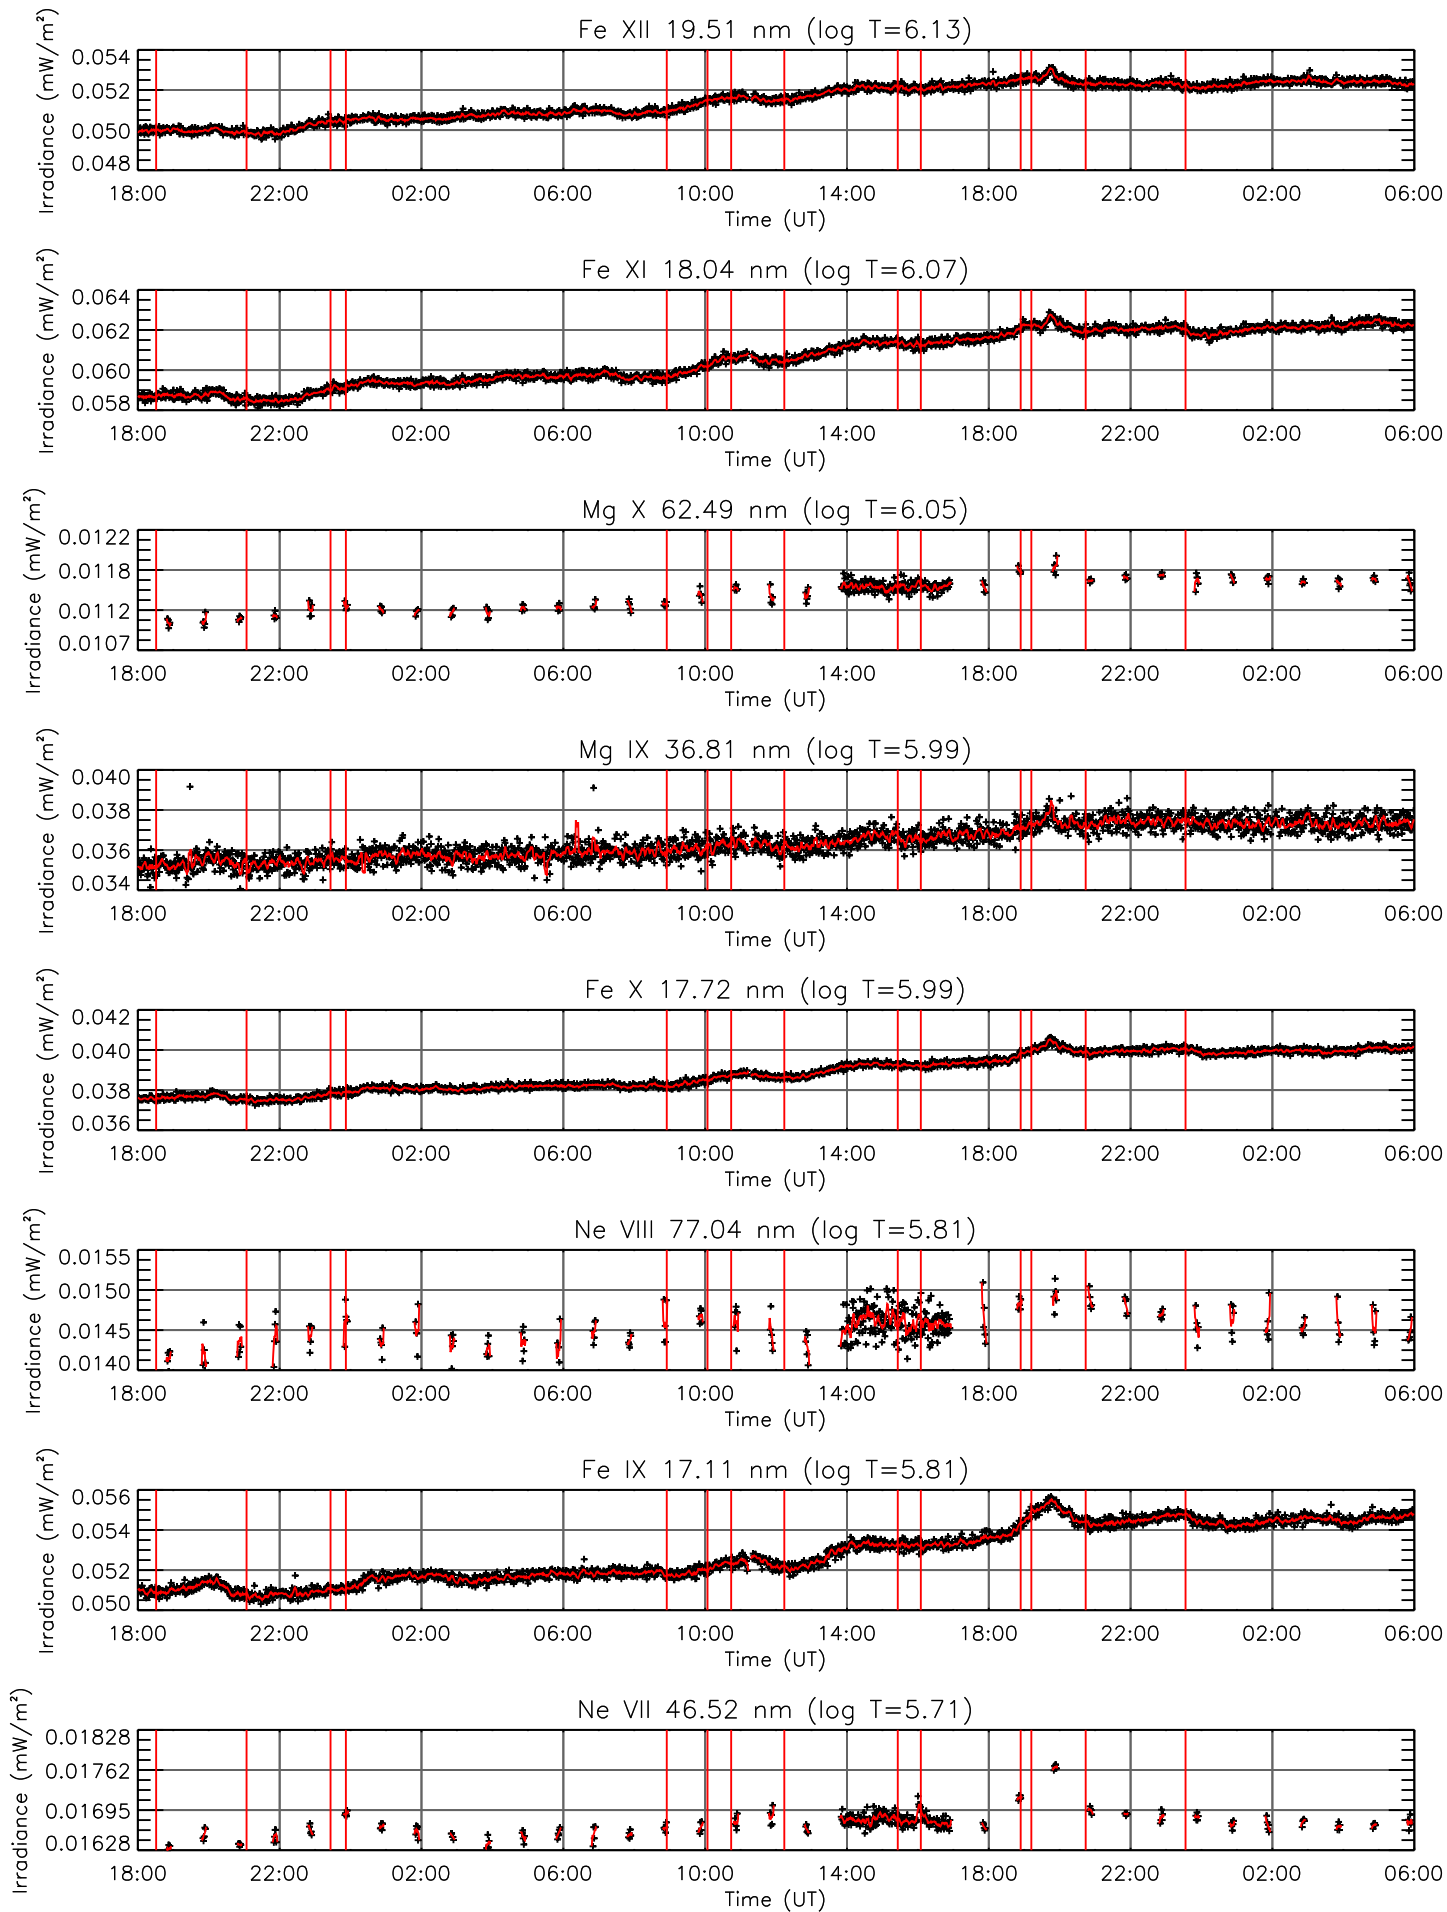 Fe XII 19.51 nm (log T=6.13)
Irradiance (mW/m²)
0.054
0.052
0.050
0.048
18:00 22:00 02:00 06:00 10:00 14:00 18:00 22:00 02:00 06:00
Time (UT)
Fe XI 18.04 nm (log T=6.07)
Irradiance (mW/m²)
0.064
0.062
0.060
0.058
18:00 22:00 02:00 06:00 10:00 14:00 18:00 22:00 02:00 06:00
Time (UT)
Mg X 62.49 nm (log T=6.05)
Irradiance (mW/m²)
0.0122
0.0118
0.0112
0.0107
18:00 22:00 02:00 06:00 10:00 14:00 18:00 22:00 02:00 06:00
Time (UT)
Mg IX 36.81 nm (log T=5.99)
Irradiance (mW/m²)
0.040
0.038
0.036
0.034
18:00 22:00 02:00 06:00 10:00 14:00 18:00 22:00 02:00 06:00
Time (UT)
Fe X 17.72 nm (log T=5.99)
Irradiance (mW/m²)
0.042
0.040
0.038
0.036
18:00 22:00 02:00 06:00 10:00 14:00 18:00 22:00 02:00 06:00
Time (UT)
Ne VIII 77.04 nm (log T=5.81)
Irradiance (mW/m²)
0.0155
0.0150
0.0145
0.0140
18:00 22:00 02:00 06:00 10:00 14:00 18:00 22:00 02:00 06:00
Time (UT)
Fe IX 17.11 nm (log T=5.81)
Irradiance (mW/m²)
0.056
0.054
0.052
0.050
18:00 22:00 02:00 06:00 10:00 14:00 18:00 22:00 02:00 06:00
Time (UT)
Ne VII 46.52 nm (log T=5.71)
Irradiance (mW/m²)
0.01828
0.01762
0.01695
0.01628
18:00 22:00 02:00 06:00 10:00 14:00 18:00 22:00 02:00 06:00
Time (UT)